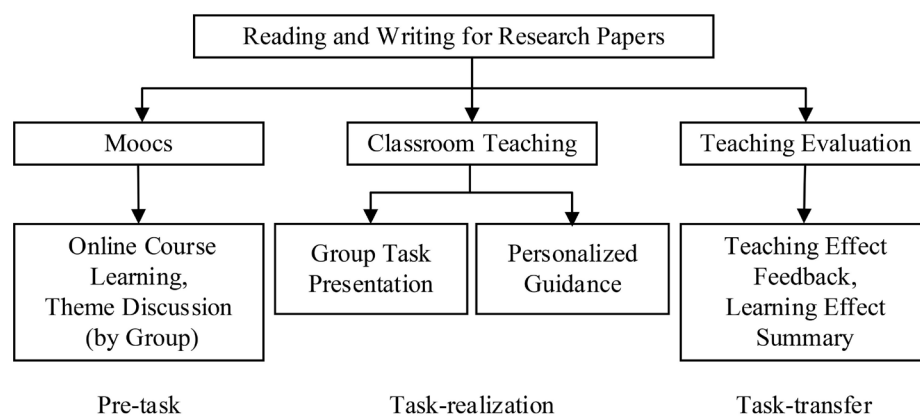 Reading and Writing for Research Papers
Moocs
Classroom Teaching
Teaching Evaluation
Online Course
Learning,
Theme Discussion
(by Group)
Group Task
Presentation
Personalized
Guidance
Teaching Effect
Feedback,
Learning Effect
Summary
Pre-task
Task-realization
Task-transfer